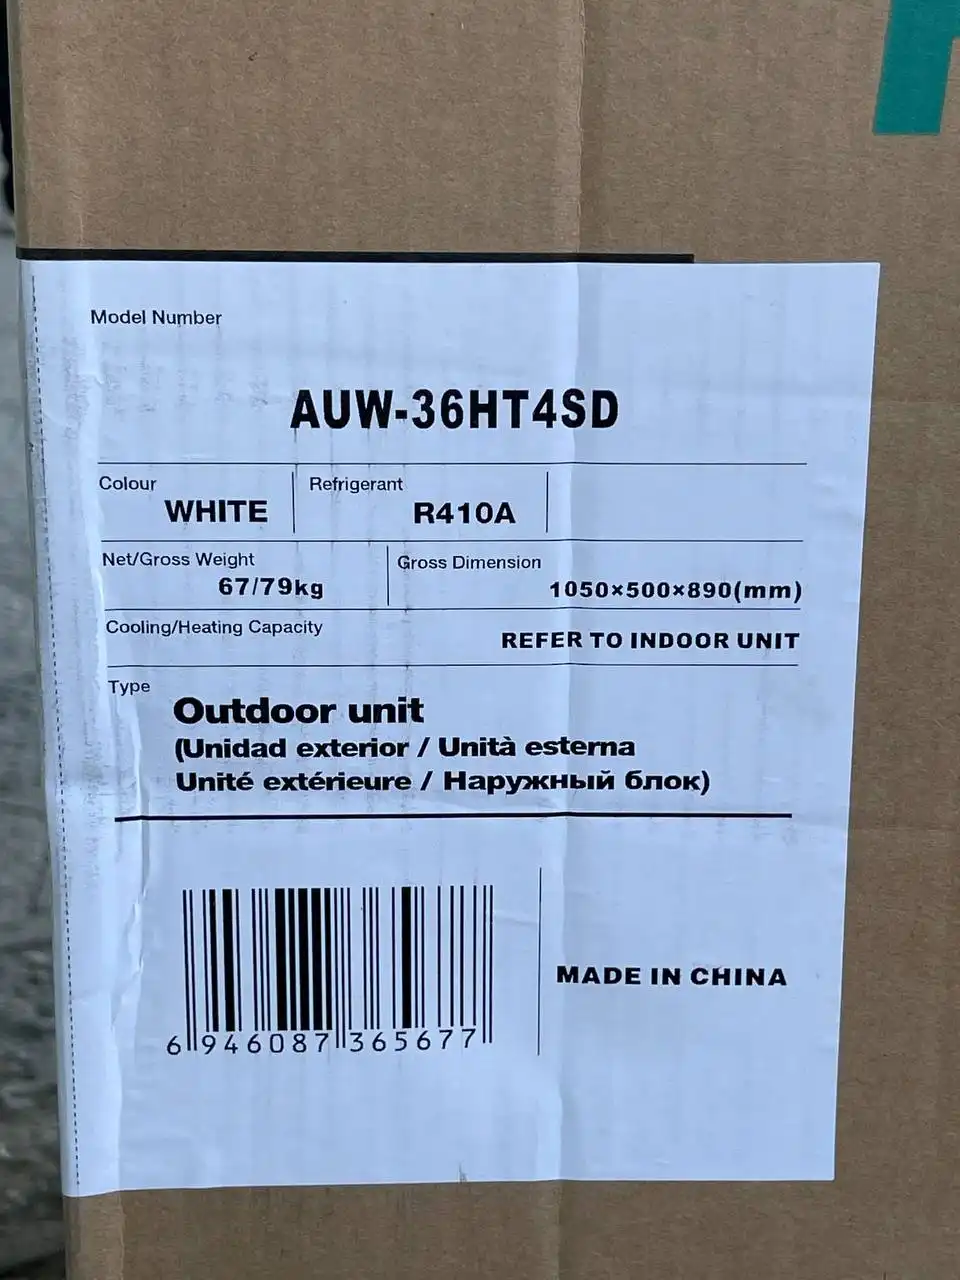 Model Number
AUW-36HT4SD
Colour
WHITE
Refrigerant
R410A
Net/Gross Weight
67/79kg
Gross Dimension
1050×500×890(mm)
Cooling/Heating Capacity
REFER TO INDOOR UNIT
Type
Outdoor unit
(Unidad exterior / Unità esterna
Unité extérieure / Наружный блок)
6 946087 365677
MADE IN CHINA